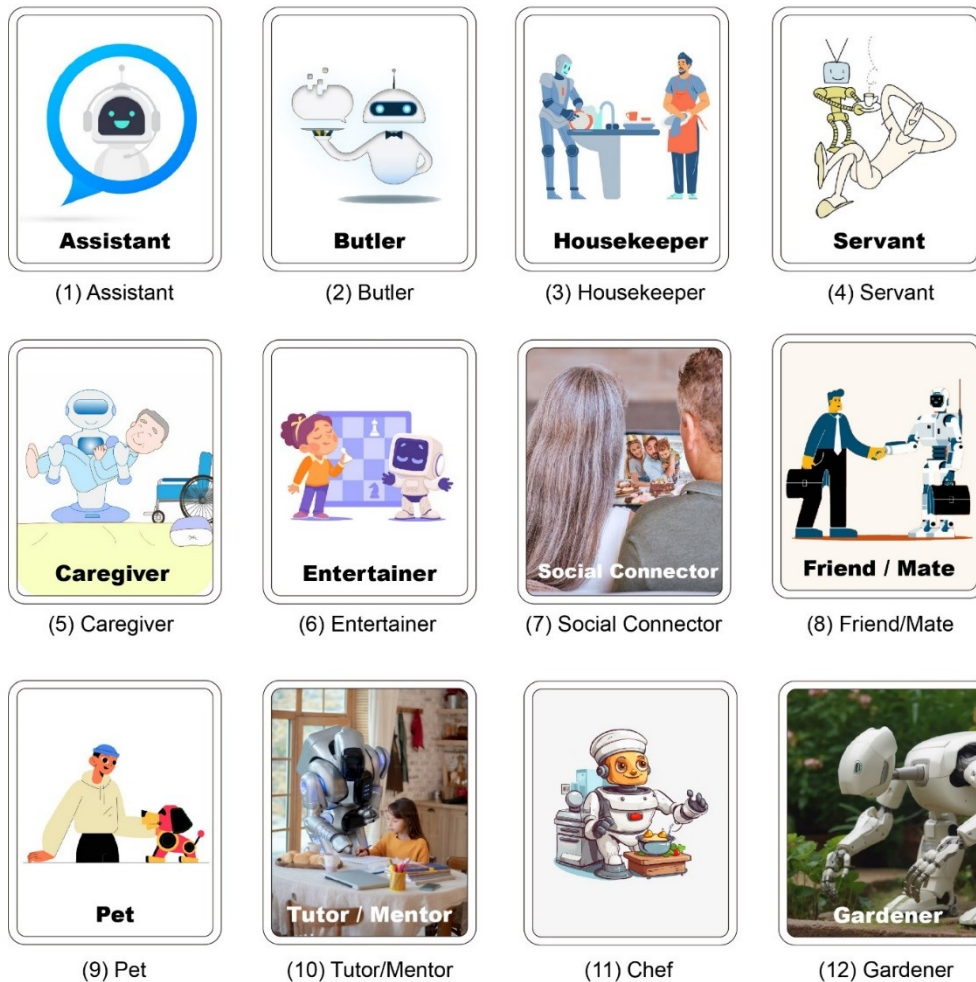 Assistant
Butler
Housekeeper
Servant
(1) Assistant
(2) Butler
(3) Housekeeper
(4) Servant
Caregiver
Entertainer
Social Connector
Friend / Mate
(5) Caregiver
(6) Entertainer
(7) Social Connector
(8) Friend/Mate
Pet
Tutor / Mentor
Gardener
(9) Pet
(10) Tutor/Mentor
(11) Chef
(12) Gardener